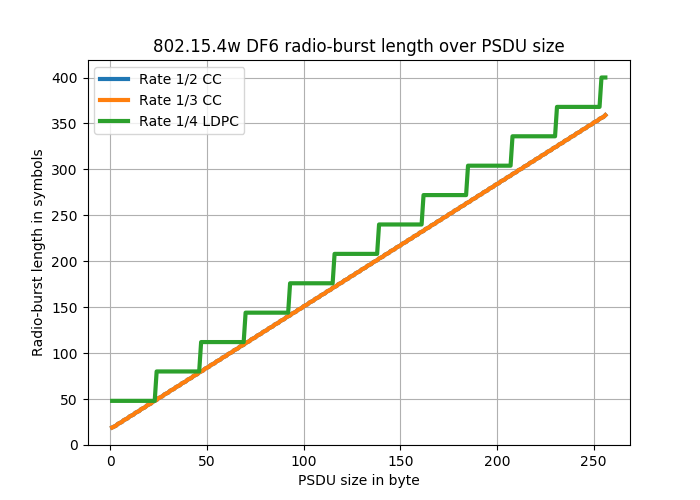 802.15.4w DF6 radio-burst length over PSDU size
Rate 1/2 CC
Rate 1/3 CC
Rate 1/4 LDPC
Radio-burst length in symbols
400
350
300
250
200
150
100
50
0
0 50 100 150 200 250
PSDU size in byte